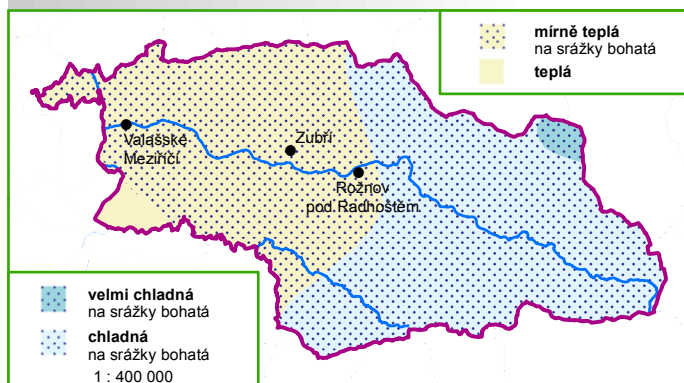 mírně teplá
na srážky bohatá
teplá
Zubří
Valašské
Meziříčí
Rožnov
pod Radhoštěm
velmi chladná
na srážky bohatá
chladná
na srážky bohatá
1 : 400 000